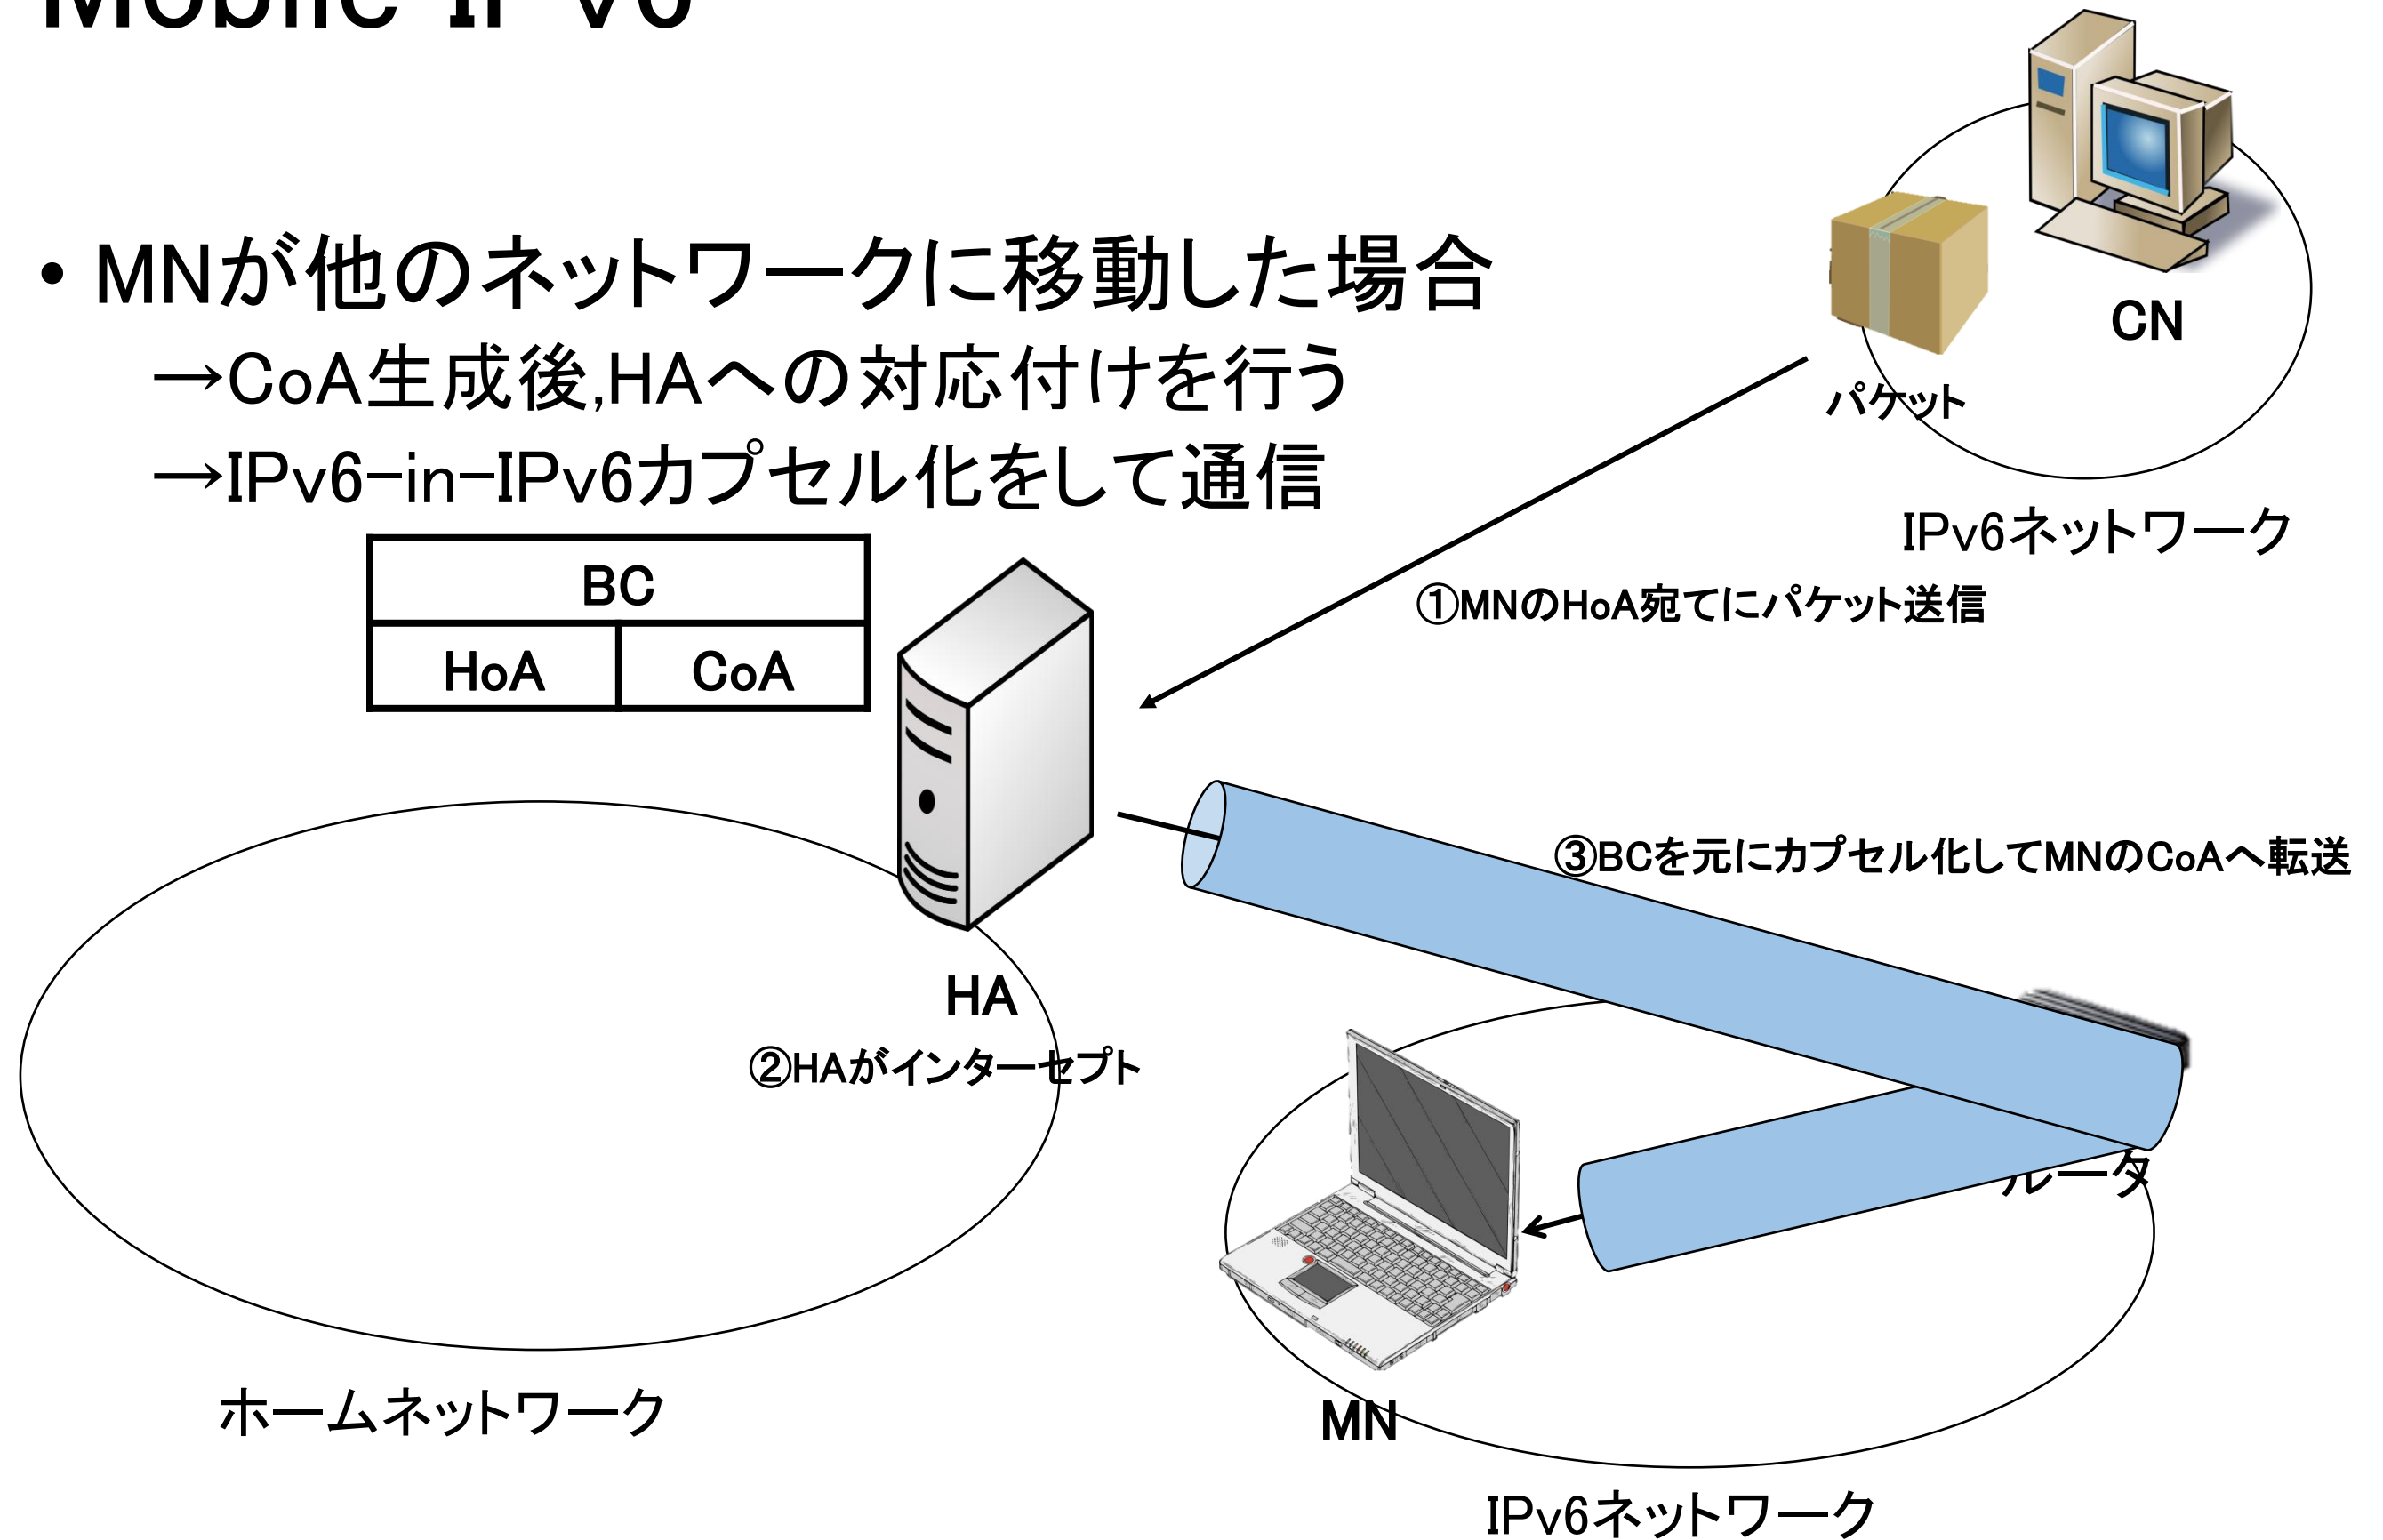 Mobile IPv6
• MNが他のネットワークに移動した場合
→CoA生成後,HAへの対応付けを行う
→IPv6-in-IPv6カプセル化をして通信
CN
パケット
IPv6ネットワーク
BC
HoA CoA
①MNのHoA宛てにパケット送信
③BCを元にカプセル化してMNのCoAへ転送
HA
②HAがインターセプト
ルータ
ホームネットワーク
MN
IPv6ネットワーク